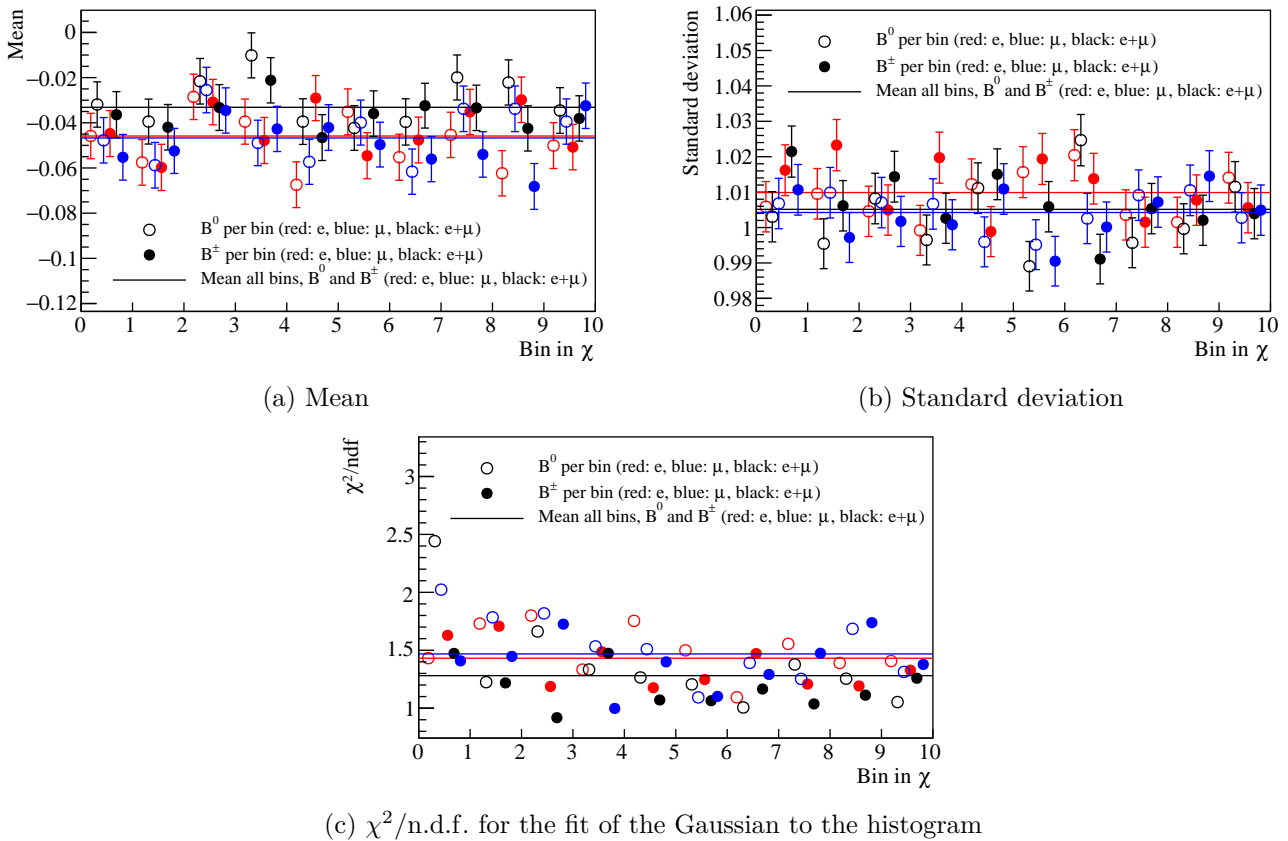 Mean
0
−0.02
−0.04
−0.06
−0.08
−0.1
−0.12
B⁰ per bin (red: e, blue: μ, black: e+μ)
B± per bin (red: e, blue: μ, black: e+μ)
Mean all bins, B⁰ and B± (red: e, blue: μ, black: e+μ)
0 1 2 3 4 5 6 7 8 9 10
Bin in χ
(a) Mean
Standard deviation
1.06
1.06
1.04
1.03
1.02
1.01
1
0.99
0.98
B⁰ per bin (red: e, blue: μ, black: e+μ)
B± per bin (red: e, blue: μ, black: e+μ)
Mean all bins, B⁰ and B± (red: e, blue: μ, black: e+μ)
0 1 2 3 4 5 6 7 8 9 10
Bin in χ
(b) Standard deviation
χ²/ndf
3
2.5
2
1.5
1
B⁰ per bin (red: e, blue: μ, black: e+μ)
B± per bin (red: e, blue: μ, black: e+μ)
Mean all bins, B⁰ and B± (red: e, blue: μ, black: e+μ)
0 1 2 3 4 5 6 7 8 9 10
Bin in χ
(c) χ²/n.d.f. for the fit of the Gaussian to the histogram